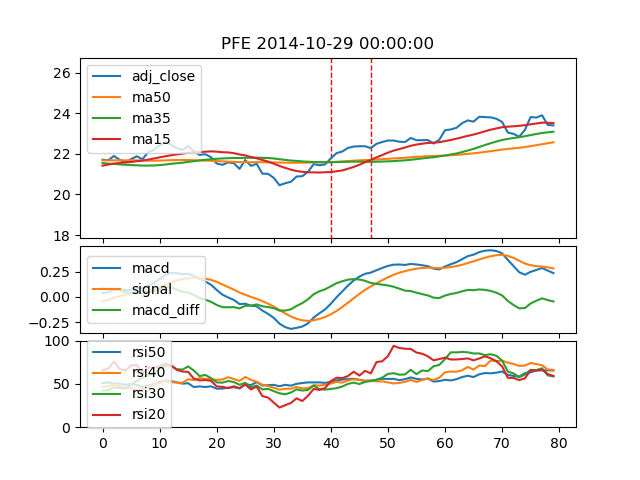 PFE 2014-10-29 00:00:00
26
24
22
20
18
adj_close
ma50
ma35
ma15
0.25
0.00
−0.25
macd
signal
macd_diff
100
50
0
rsi50
rsi40
rsi30
rsi20
0 10 20 30 40 50 60 70 80